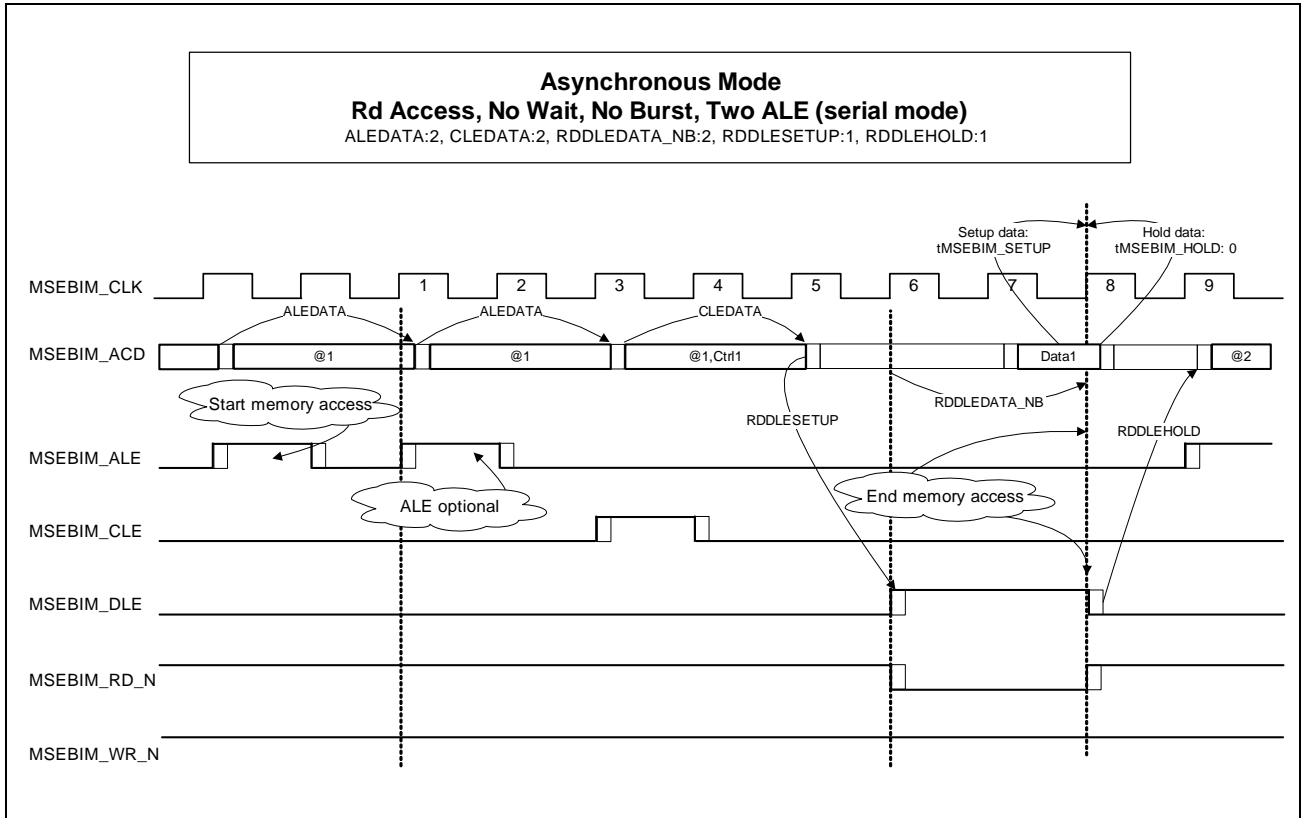 Asynchronous Mode
Rd Access, No Wait, No Burst, Two ALE (serial mode)
ALEDATA:2, CLEDATA:2, RDDLEDATA_NB:2, RDDLESETUP:1, RDDLEHOLD:1
Setup data:
tMSEBIM_SETUP
Hold data:
tMSEBIM_HOLD: 0
MSEBIM_CLK
1 2 3 4 5 6 7 8 9
ALEDATA ALEDATA CLEDATA
MSEBIM_ACD
@1 @1 @1,Ctrl1 Data1 @2
Start memory access
RDDLESETUP
RDDLEDATA_NB
RDDLEHOLD
MSEBIM_ALE
ALE optional
End memory access
MSEBIM_CLE
MSEBIM_DLE
MSEBIM_RD_N
MSEBIM_WR_N